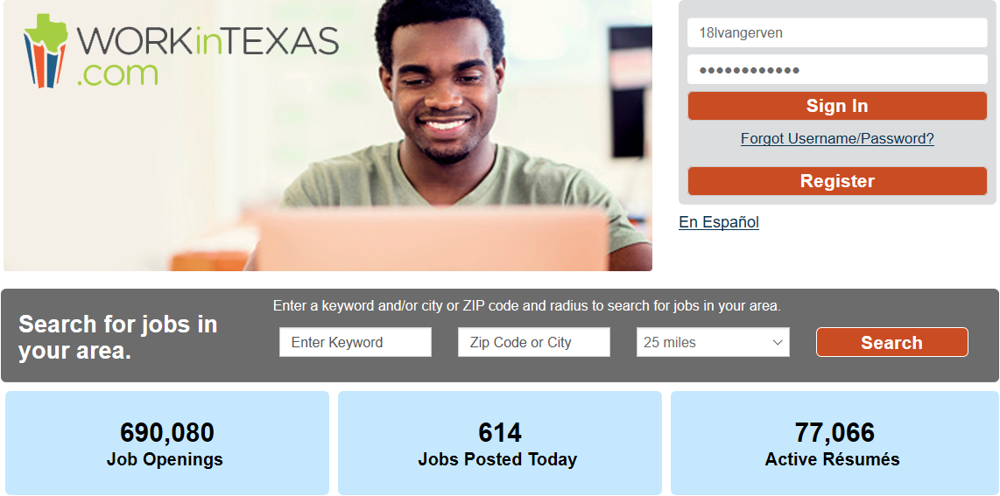 WORKinTEXAS
.com
18lvangerven
••••••••••••
Sign In
Forgot Username/Password?
Register
En Español
Search for jobs in
your area.
Enter a keyword and/or city or ZIP code and radius to search for jobs in your area.
Enter Keyword
Zip Code or City
25 miles
Search
690,080
Job Openings
614
Jobs Posted Today
77,066
Active Résumés